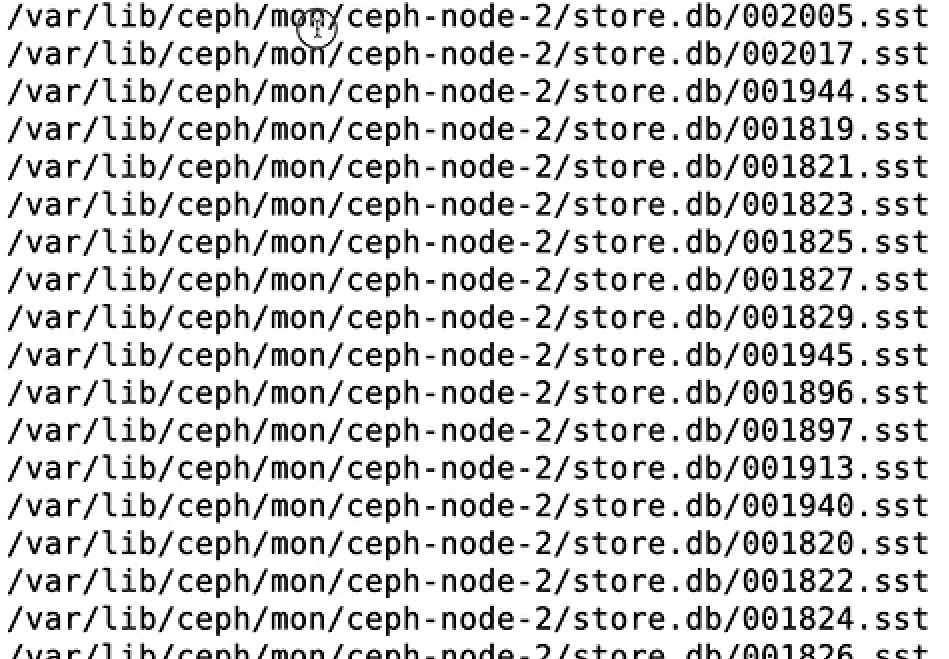 /var/lib/ceph/mon/ceph-node-2/store.db/002005.sst
/var/lib/ceph/mon/ceph-node-2/store.db/002017.sst
/var/lib/ceph/mon/ceph-node-2/store.db/001944.sst
/var/lib/ceph/mon/ceph-node-2/store.db/001819.sst
/var/lib/ceph/mon/ceph-node-2/store.db/001821.sst
/var/lib/ceph/mon/ceph-node-2/store.db/001823.sst
/var/lib/ceph/mon/ceph-node-2/store.db/001825.sst
/var/lib/ceph/mon/ceph-node-2/store.db/001827.sst
/var/lib/ceph/mon/ceph-node-2/store.db/001829.sst
/var/lib/ceph/mon/ceph-node-2/store.db/001945.sst
/var/lib/ceph/mon/ceph-node-2/store.db/001896.sst
/var/lib/ceph/mon/ceph-node-2/store.db/001897.sst
/var/lib/ceph/mon/ceph-node-2/store.db/001913.sst
/var/lib/ceph/mon/ceph-node-2/store.db/001940.sst
/var/lib/ceph/mon/ceph-node-2/store.db/001820.sst
/var/lib/ceph/mon/ceph-node-2/store.db/001822.sst
/var/lib/ceph/mon/ceph-node-2/store.db/001824.sst
/var/lib/ceph/mon/ceph-node-2/store.db/001826.sst